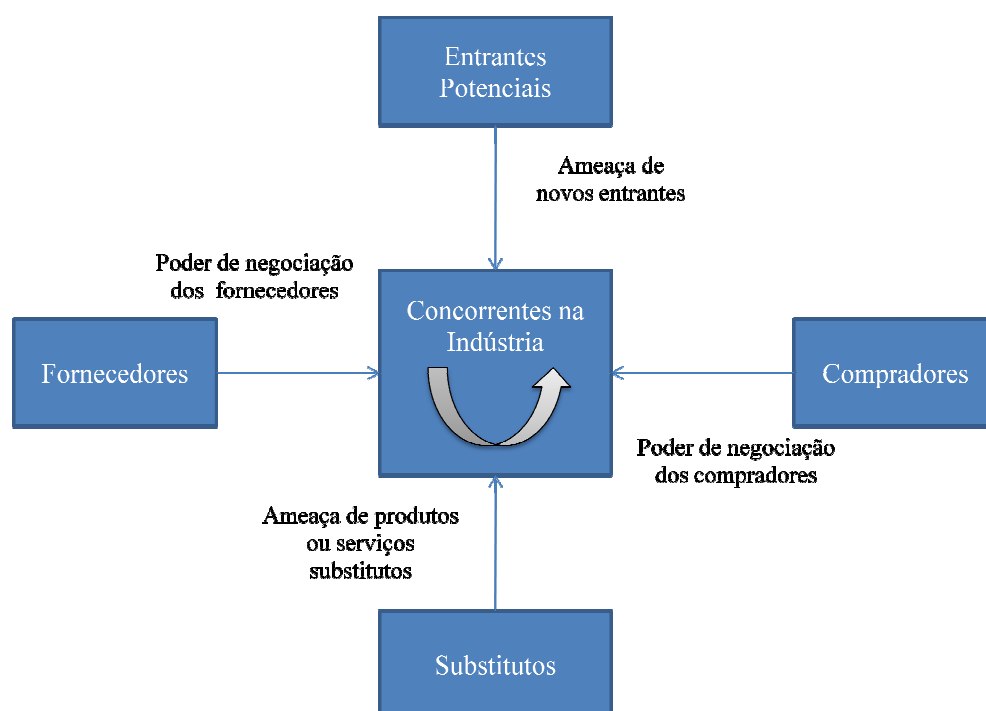 Entrantes
Potenciais
Ameaça de
novos entrantes
Poder de negociação
dos fornecedores
Concorrentes na
Indústria
Fornecedores
Compradores
Poder de negociação
dos compradores
Ameaça de produtos
ou serviços
substitutos
Substitutos